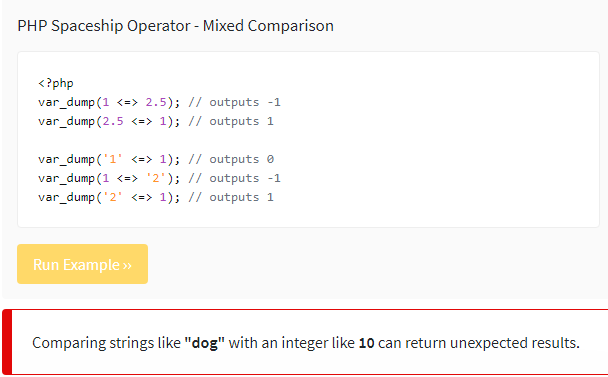 PHP Spaceship Operator - Mixed Comparison
<?php
var_dump(1 <=> 2.5); // outputs -1
var_dump(2.5 <=> 1); // outputs 1
var_dump('1' <=> 1); // outputs 0
var_dump(1 <=> '2'); // outputs -1
var_dump('2' <=> 1); // outputs 1
Run Example »
Comparing strings like "dog" with an integer like 10 can return unexpected results.